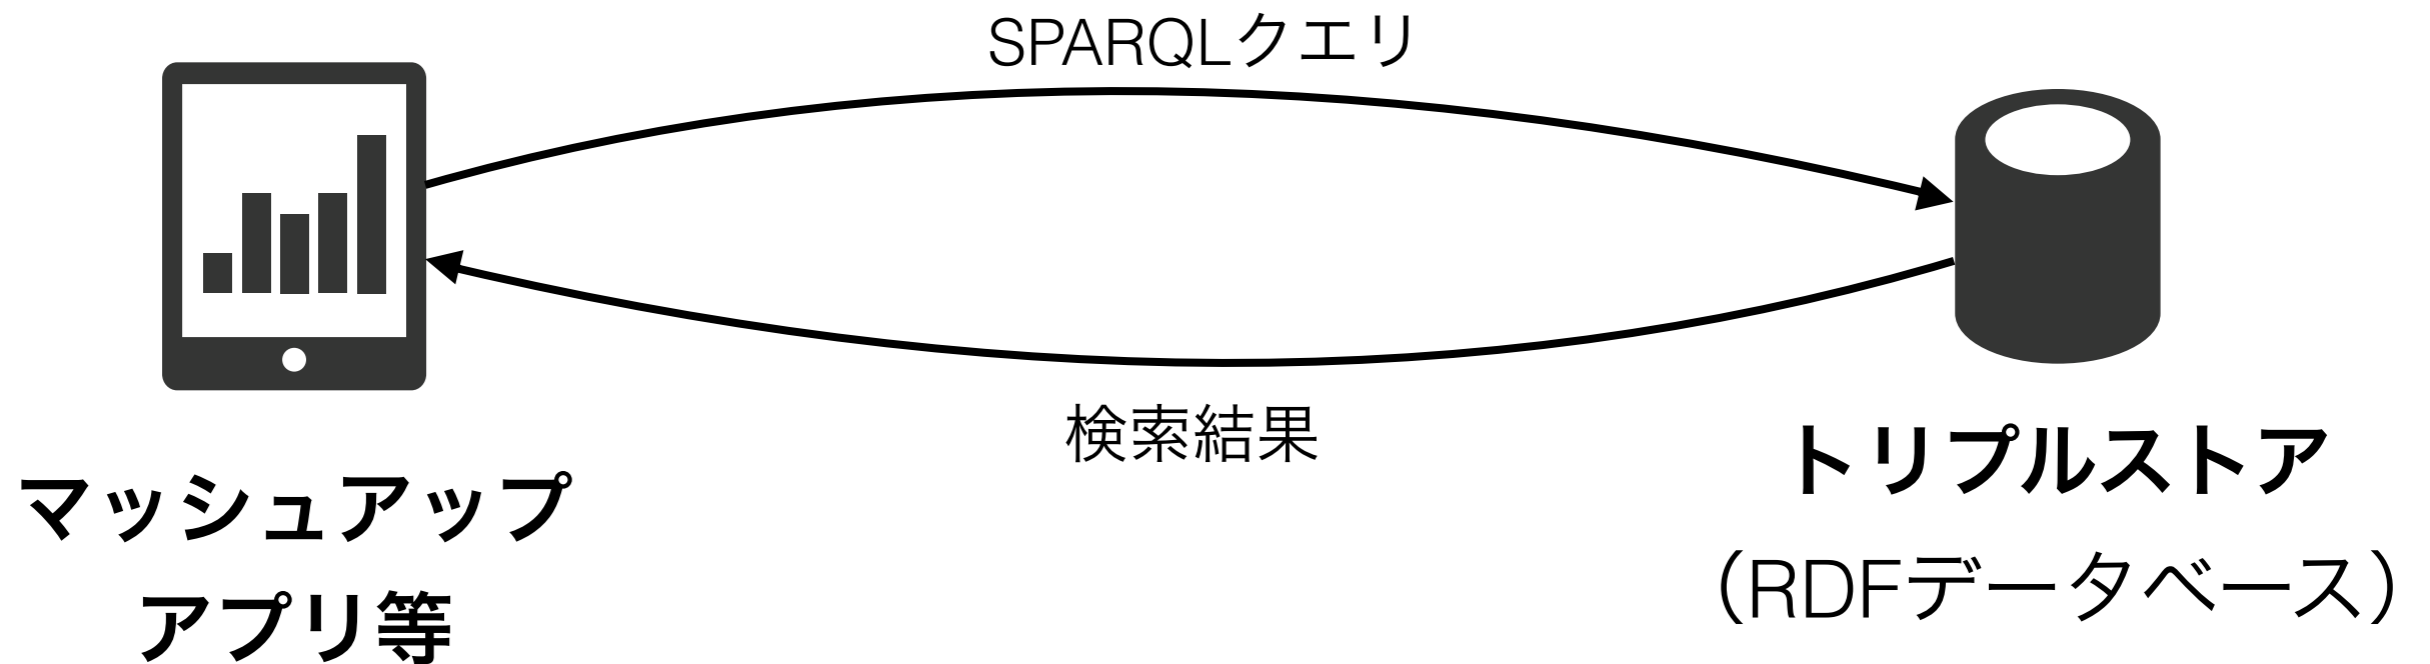 SPARQLクエリ
検索結果
マッシュアップ
アプリ等
トリプルストア
（RDFデータベース）